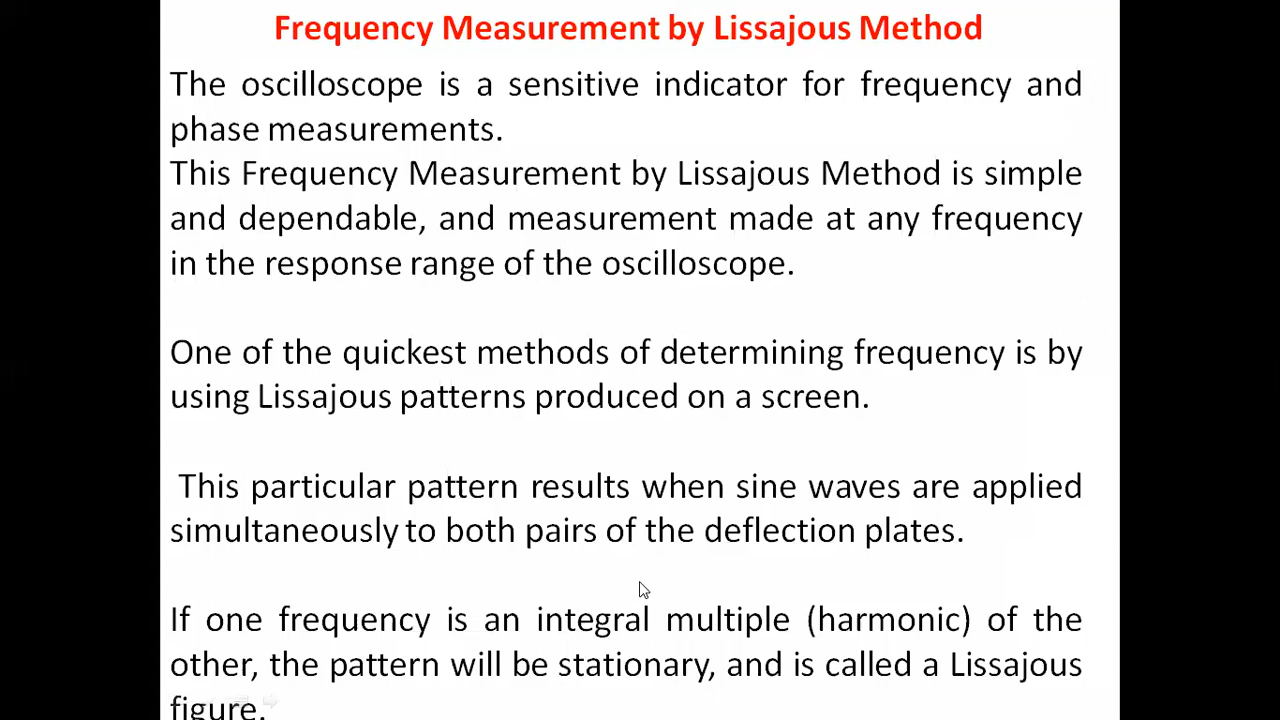 Frequency Measurement by Lissajous Method
The oscilloscope is a sensitive indicator for frequency and
phase measurements.
This Frequency Measurement by Lissajous Method is simple
and dependable, and measurement made at any frequency
in the response range of the oscilloscope.
One of the quickest methods of determining frequency is by
using Lissajous patterns produced on a screen.
This particular pattern results when sine waves are applied
simultaneously to both pairs of the deflection plates.
If one frequency is an integral multiple (harmonic) of the
other, the pattern will be stationary, and is called a Lissajous
figure.